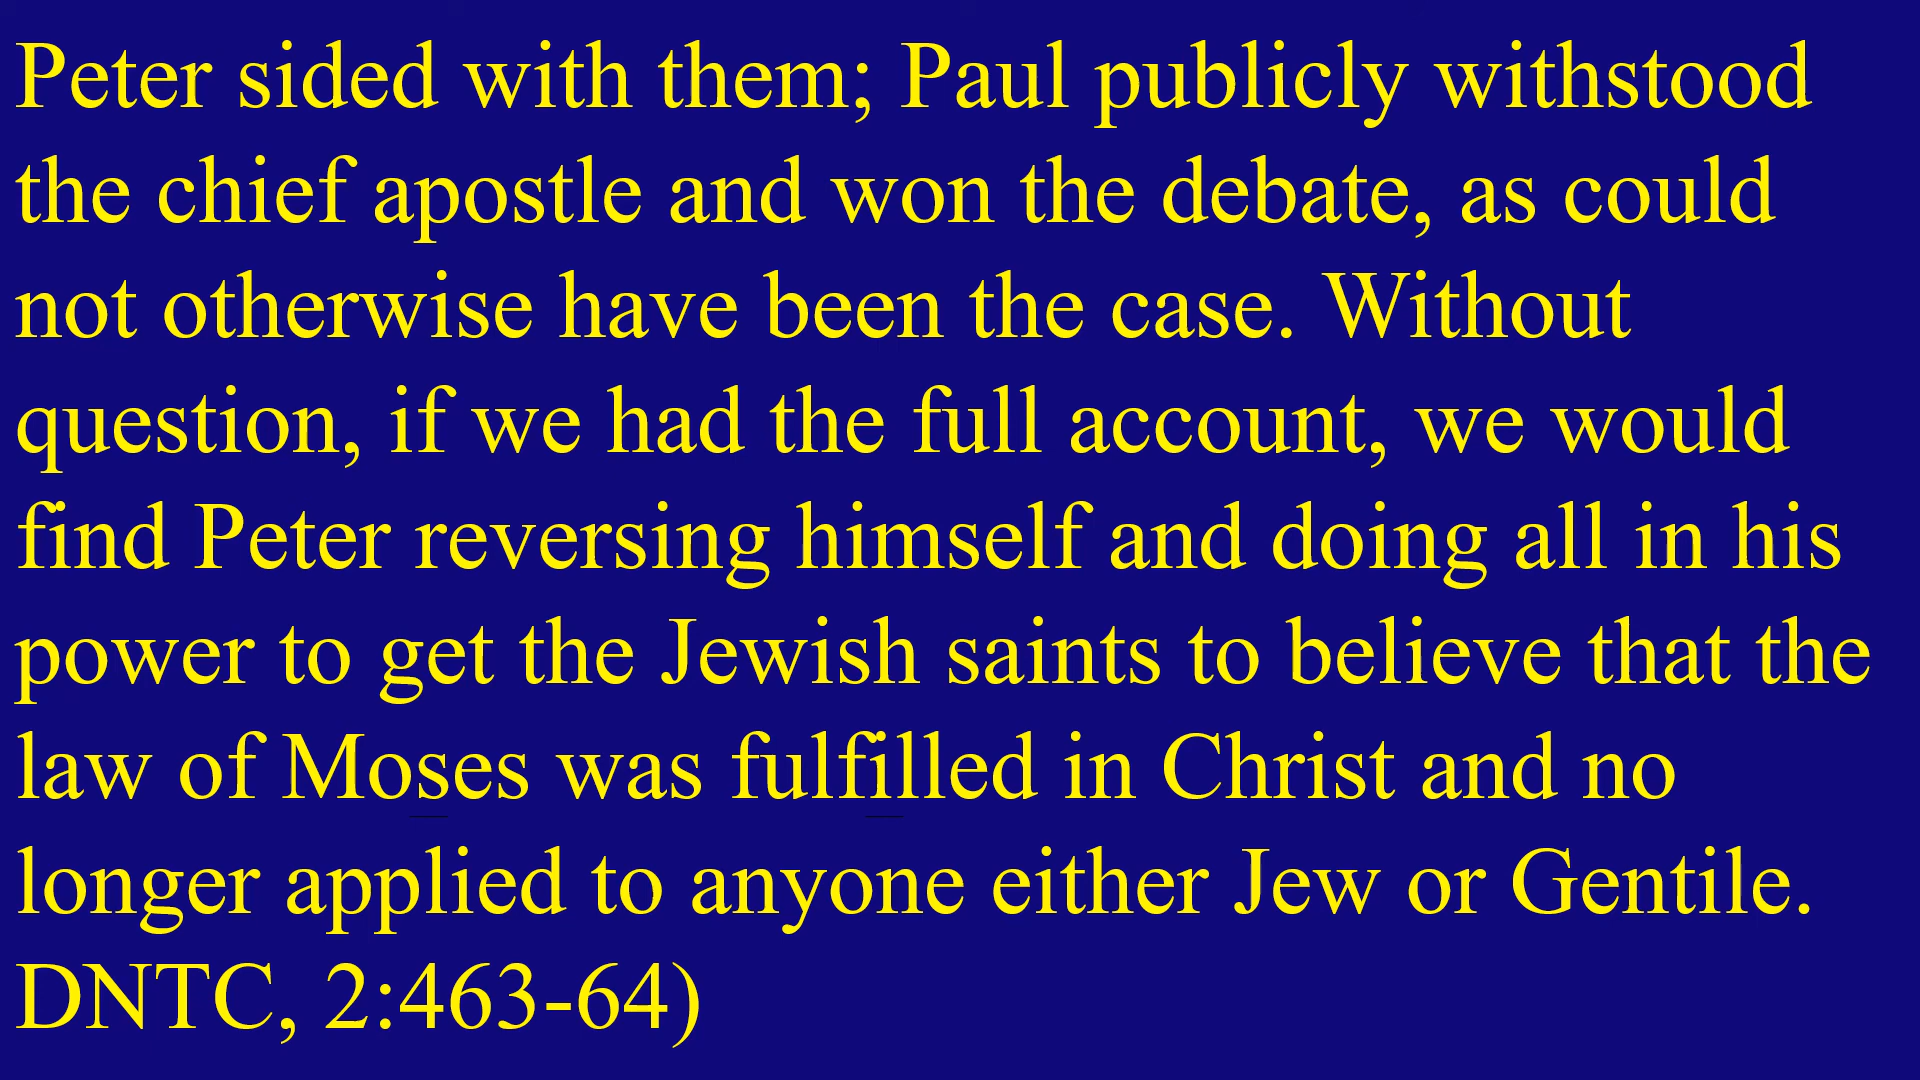 Peter sided with them; Paul publicly withstood
the chief apostle and won the debate, as could
not otherwise have been the case. Without
question, if we had the full account, we would
find Peter reversing himself and doing all in his
power to get the Jewish saints to believe that the
law of Moses was fulfilled in Christ and no
longer applied to anyone either Jew or Gentile.
DNTC, 2:463-64)